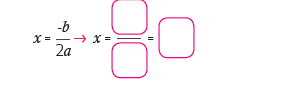 x = -b/2a → x = =